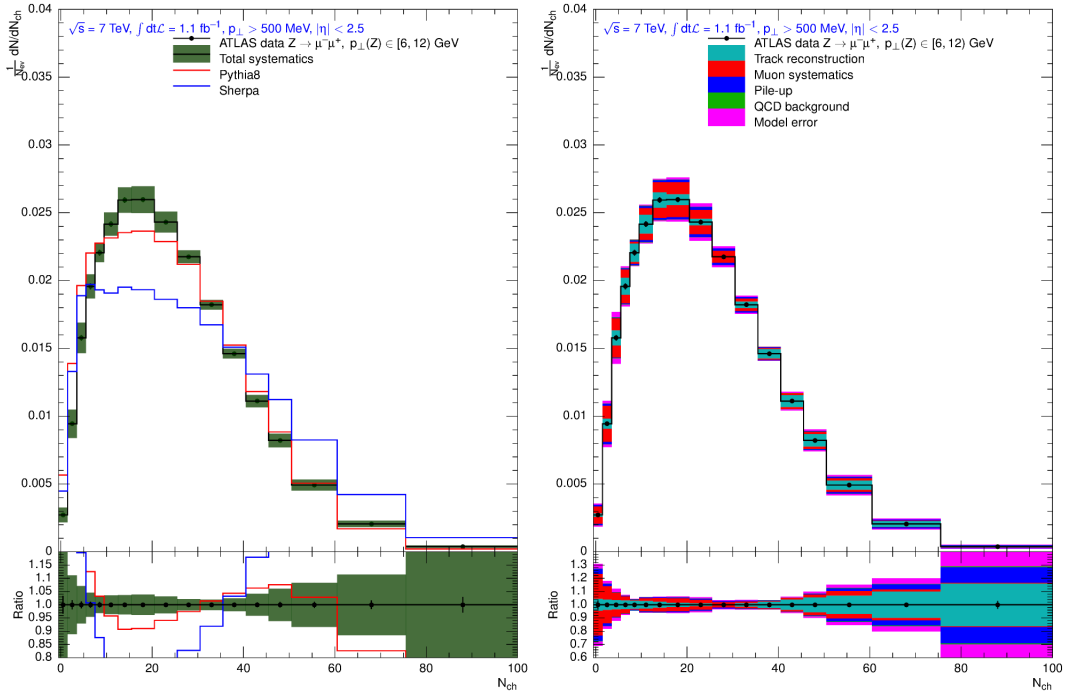 √s = 7 TeV, ∫ dtℒ = 1.1 fb⁻¹, p⊥ > 500 MeV, |η| < 2.5
ATLAS data Z → μ⁻μ⁺, p⊥(Z) ∈ [6, 12) GeV
Total systematics
Pythia8
Sherpa
1/Nev dN/dNch
0.04
0.035
0.03
0.025
0.02
0.015
0.01
0.005
0
Ratio
1.15
1.1
1.05
1.0
0.95
0.9
0.85
0.8
0 20 40 60 80 100
Nch
√s = 7 TeV, ∫ dtℒ = 1.1 fb⁻¹, p⊥ > 500 MeV, |η| < 2.5
ATLAS data Z → μ⁻μ⁺, p⊥(Z) ∈ [6, 12) GeV
Track reconstruction
Muon systematics
Pile-up
QCD background
Model error
1/Nev dN/dNch
0.04
0.035
0.03
0.025
0.02
0.015
0.01
0.005
0
Ratio
1.3
1.2
1.1
1.0
0.9
0.8
0.7
0.6
0 20 40 60 80 100
Nch